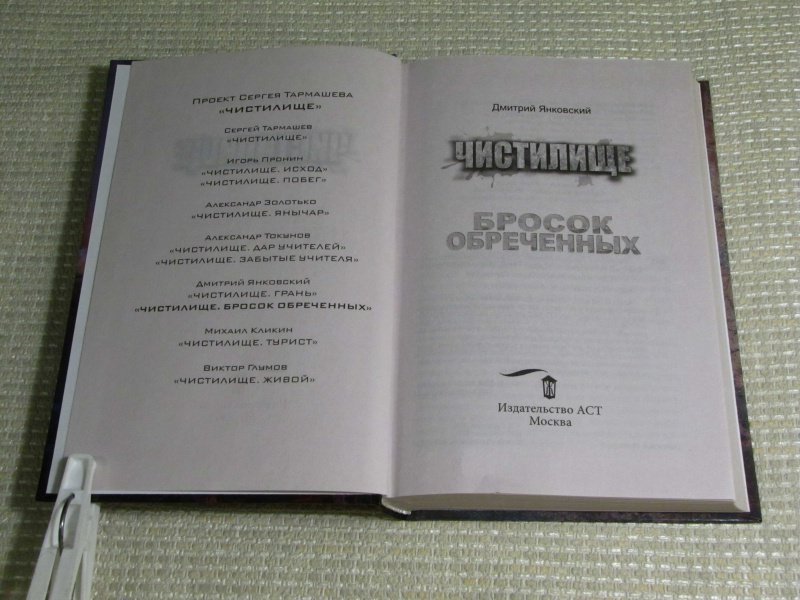 Проект Сергея Тармашева
«ЧИСТИЛИЩЕ»
Сергей Тармашев
«ЧИСТИЛИЩЕ»
Игорь Пронин
«ЧИСТИЛИЩЕ. ИСХОД»
«ЧИСТИЛИЩЕ. ПОБЕГ»
Александр Золотько
«ЧИСТИЛИЩЕ. ЯНЫЧАР»
Александр Токунов
«ЧИСТИЛИЩЕ. ДАР УЧИТЕЛЕЙ»
«ЧИСТИЛИЩЕ. ЗАБЫТЫЕ УЧИТЕЛЯ»
Дмитрий Янковский
«ЧИСТИЛИЩЕ. ГРАНЬ»
«ЧИСТИЛИЩЕ. БРОСОК ОБРЕЧЕННЫХ»
Михаил Кликин
«ЧИСТИЛИЩЕ. ТУРИСТ»
Виктор Глумов
«ЧИСТИЛИЩЕ. ЖИВОЙ»
Дмитрий Янковский
ЧИСТИЛИЩЕ
БРОСОК
ОБРЕЧЕННЫХ
Издательство АСТ
Москва